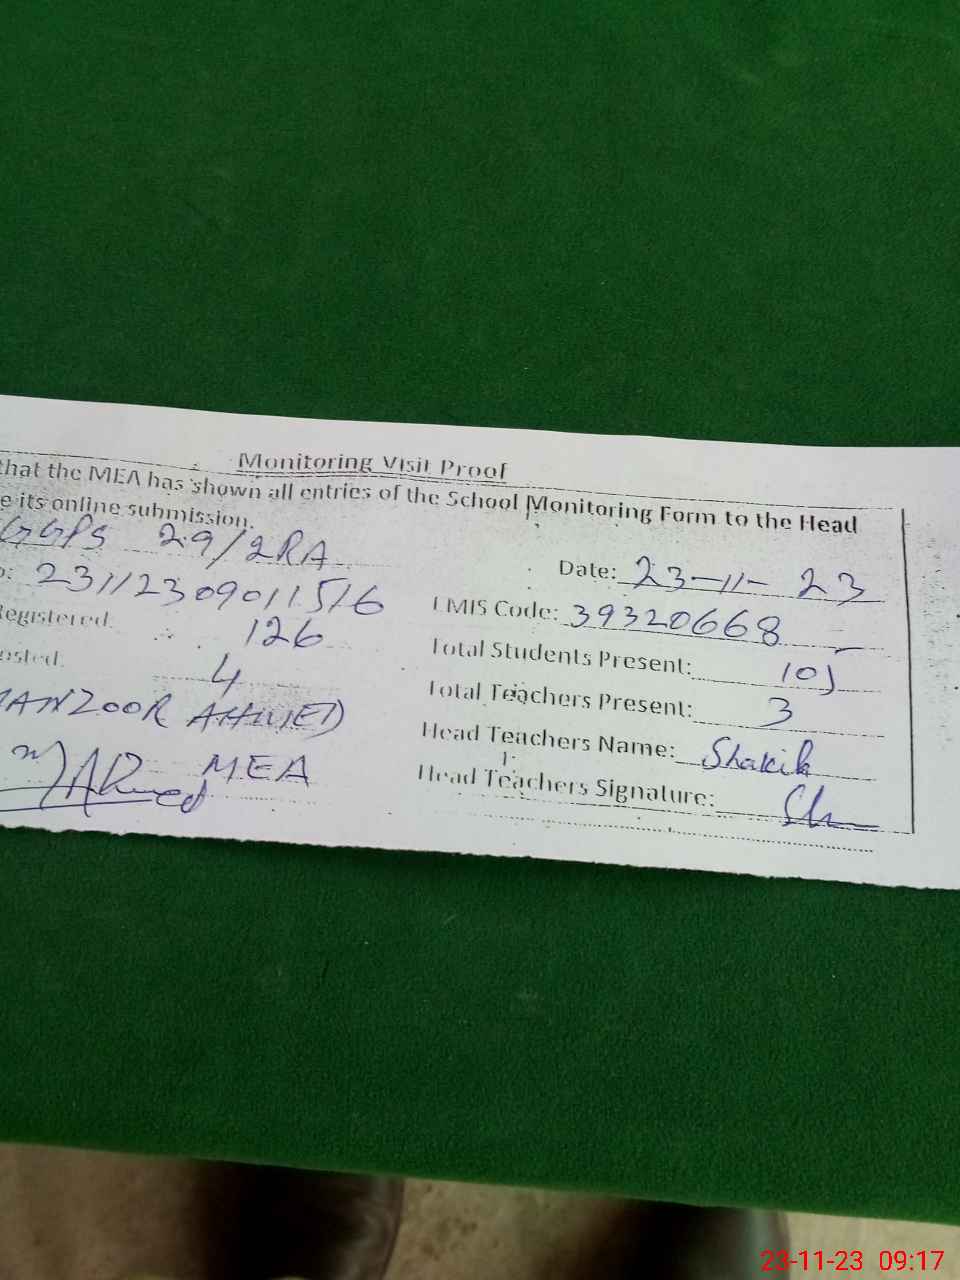 Monitoring Visit Proof
that the MEA has shown all entries of the School Monitoring Form to the Head
e its online submission.
GGPS 29/2RA
Date: 23-11-23
o: 231123090115/6
EMIS Code: 39320668
Registered 126
Total Students Present: 105
osted 4
Total Teachers Present: 3
MANZOOR AHMED
Head Teachers Name: Shakila
MEA
Head Teachers Signature:
23-11-23 09:17